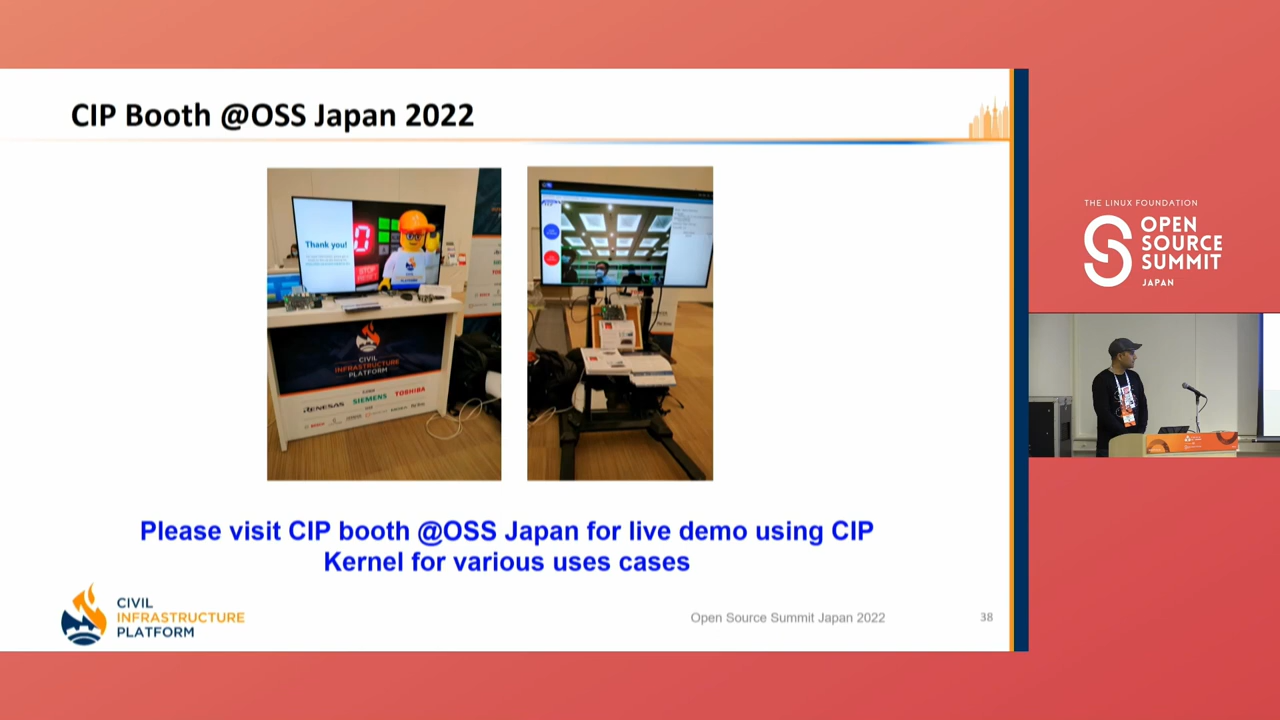 CIP Booth @OSS Japan 2022
Thank you!
STOP
CIVIL
INFRASTRUCTURE
PLATFORM
RENESAS
SIEMENS
TOSHIBA
Please visit CIP booth @OSS Japan for live demo using CIP
Kernel for various uses cases
CIVIL
INFRASTRUCTURE
PLATFORM
Open Source Summit Japan 2022
38
THE LINUX FOUNDATION
OPEN
SOURCE
SUMMIT
JAPAN